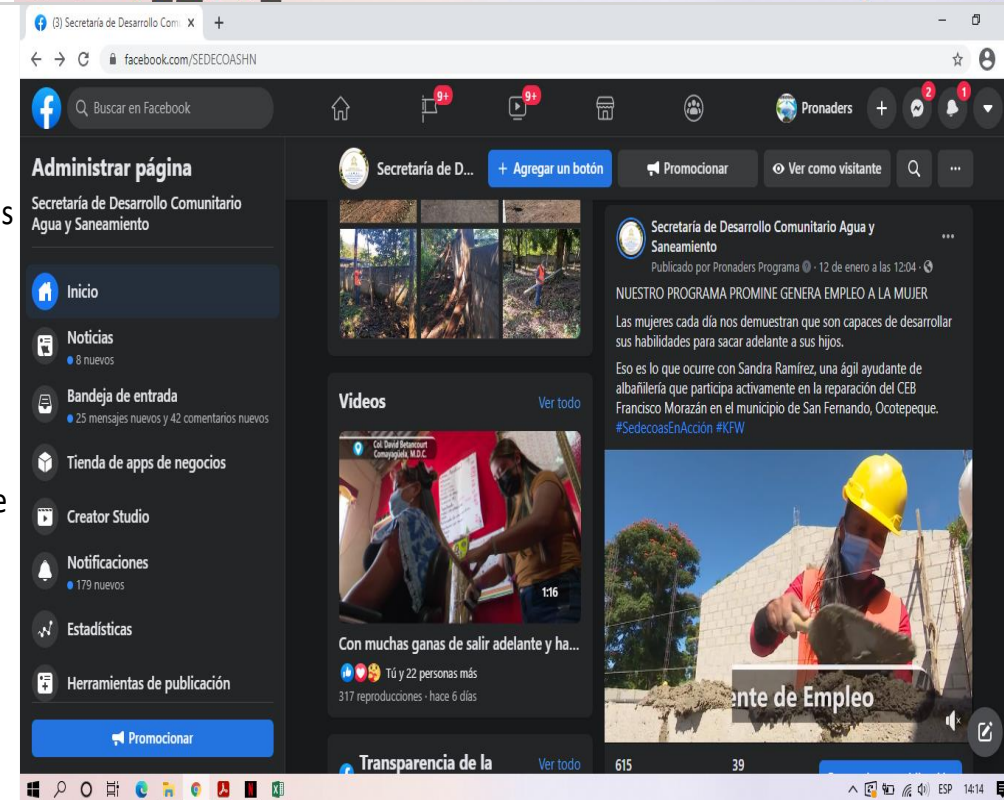 (3) Secretaría de Desarrollo Com
facebook.com/SEDECOASHN
Buscar en Facebook
9+
9+
Pronaders
2
1
s
e
Administrar página
Secretaría de Desarrollo Comunitario
Agua y Saneamiento
Inicio
Noticias
8 nuevos
Bandeja de entrada
25 mensajes nuevos y 42 comentarios nuevos
Tienda de apps de negocios
Creator Studio
Notificaciones
179 nuevos
Estadísticas
Herramientas de publicación
Promocionar
Secretaría de D...
+ Agregar un botón
Promocionar
Ver como visitante
Videos
Ver todo
Col. David Betancourt
Comayagüela, M.D.C.
1:16
Con muchas ganas de salir adelante y ha...
Tú y 22 personas más
317 reproducciones · hace 6 días
Transparencia de la
Ver todo
Secretaría de Desarrollo Comunitario Agua y
Saneamiento
Publicado por Pronaders Programa · 12 de enero a las 12:04 ·
NUESTRO PROGRAMA PROMINE GENERA EMPLEO A LA MUJER
Las mujeres cada día nos demuestran que son capaces de desarrollar
sus habilidades para sacar adelante a sus hijos.
Eso es lo que ocurre con Sandra Ramírez, una ágil ayudante de
albañilería que participa activamente en la reparación del CEB
Francisco Morazán en el municipio de San Fernando, Ocotepeque.
#SedecoasEnAcción #KFW
ente de Empleo
615
39
ESP
14:14